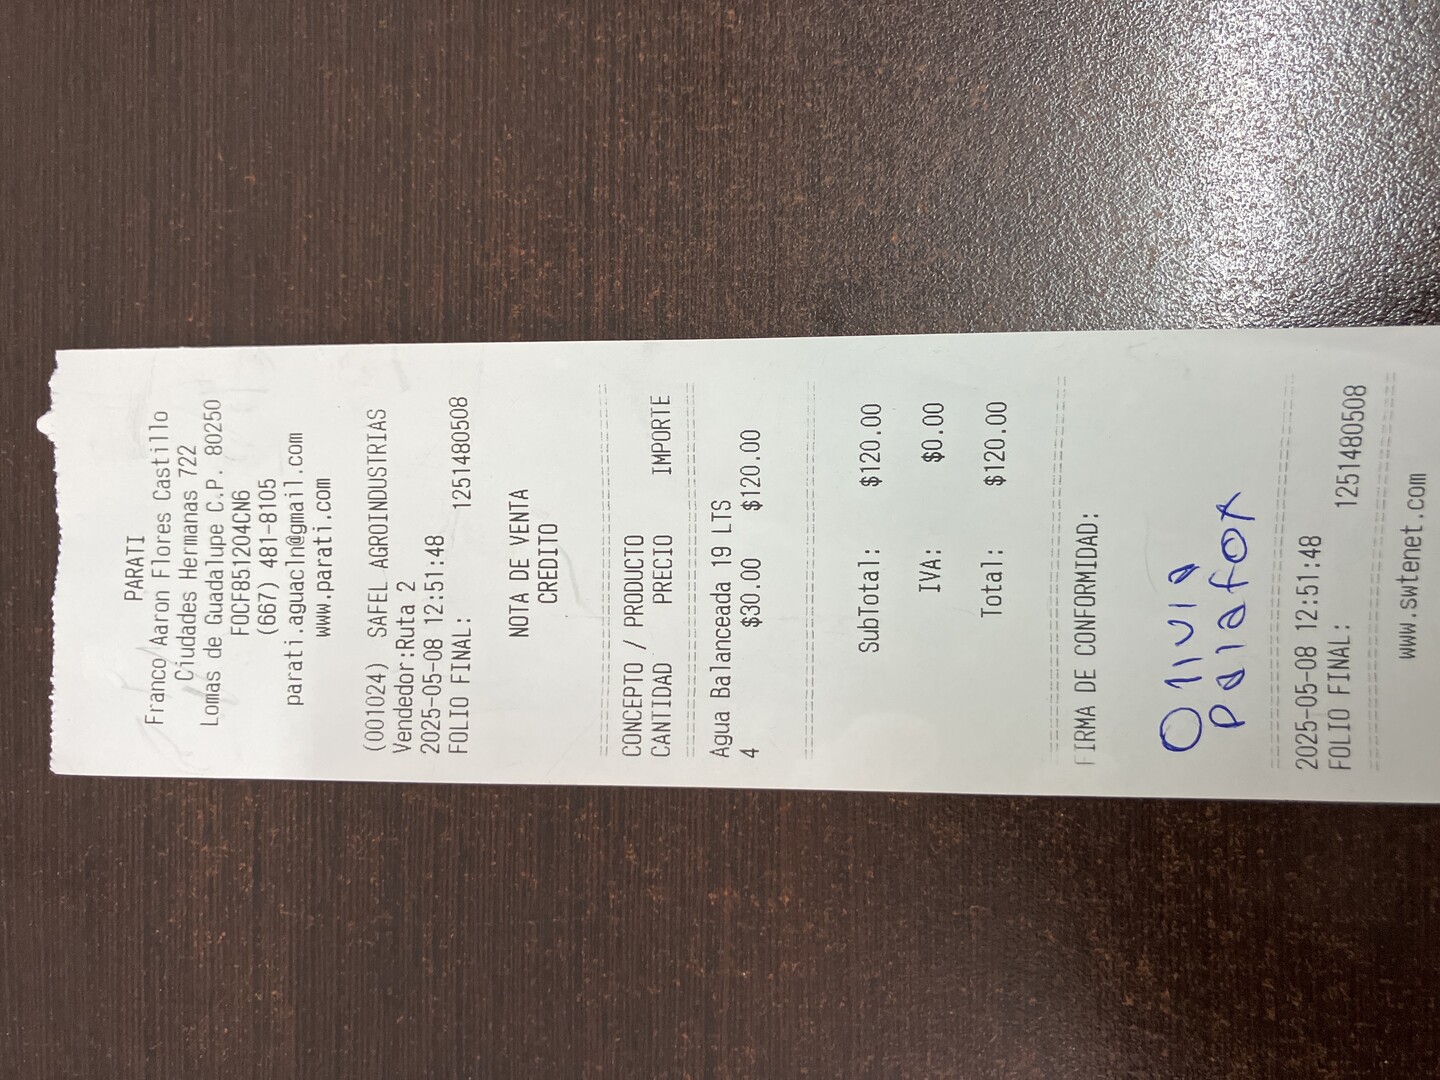 PARATI
Franco Aaron Flores Castillo
Ciudades Hermanas 722
Lomas de Guadalupe C.P. 80250
FOCF851204CN6
(667) 481-8105
parati.aguacln@gmail.com
www.parati.com
(001024) SAFEL AGROINDUSTRIAS
Vendedor:Ruta 2
2025-05-08 12:51:48
FOLIO FINAL: 1251480508
NOTA DE VENTA
CREDITO
CONCEPTO / PRODUCTO
CANTIDAD PRECIO IMPORTE
Agua Balanceada 19 LTS
4 $30.00 $120.00
SubTotal: $120.00
IVA: $0.00
Total: $120.00
FIRMA DE CONFORMIDAD:
Olivia
Palafox
2025-05-08 12:51:48
FOLIO FINAL: 1251480508
www.swtenet.com